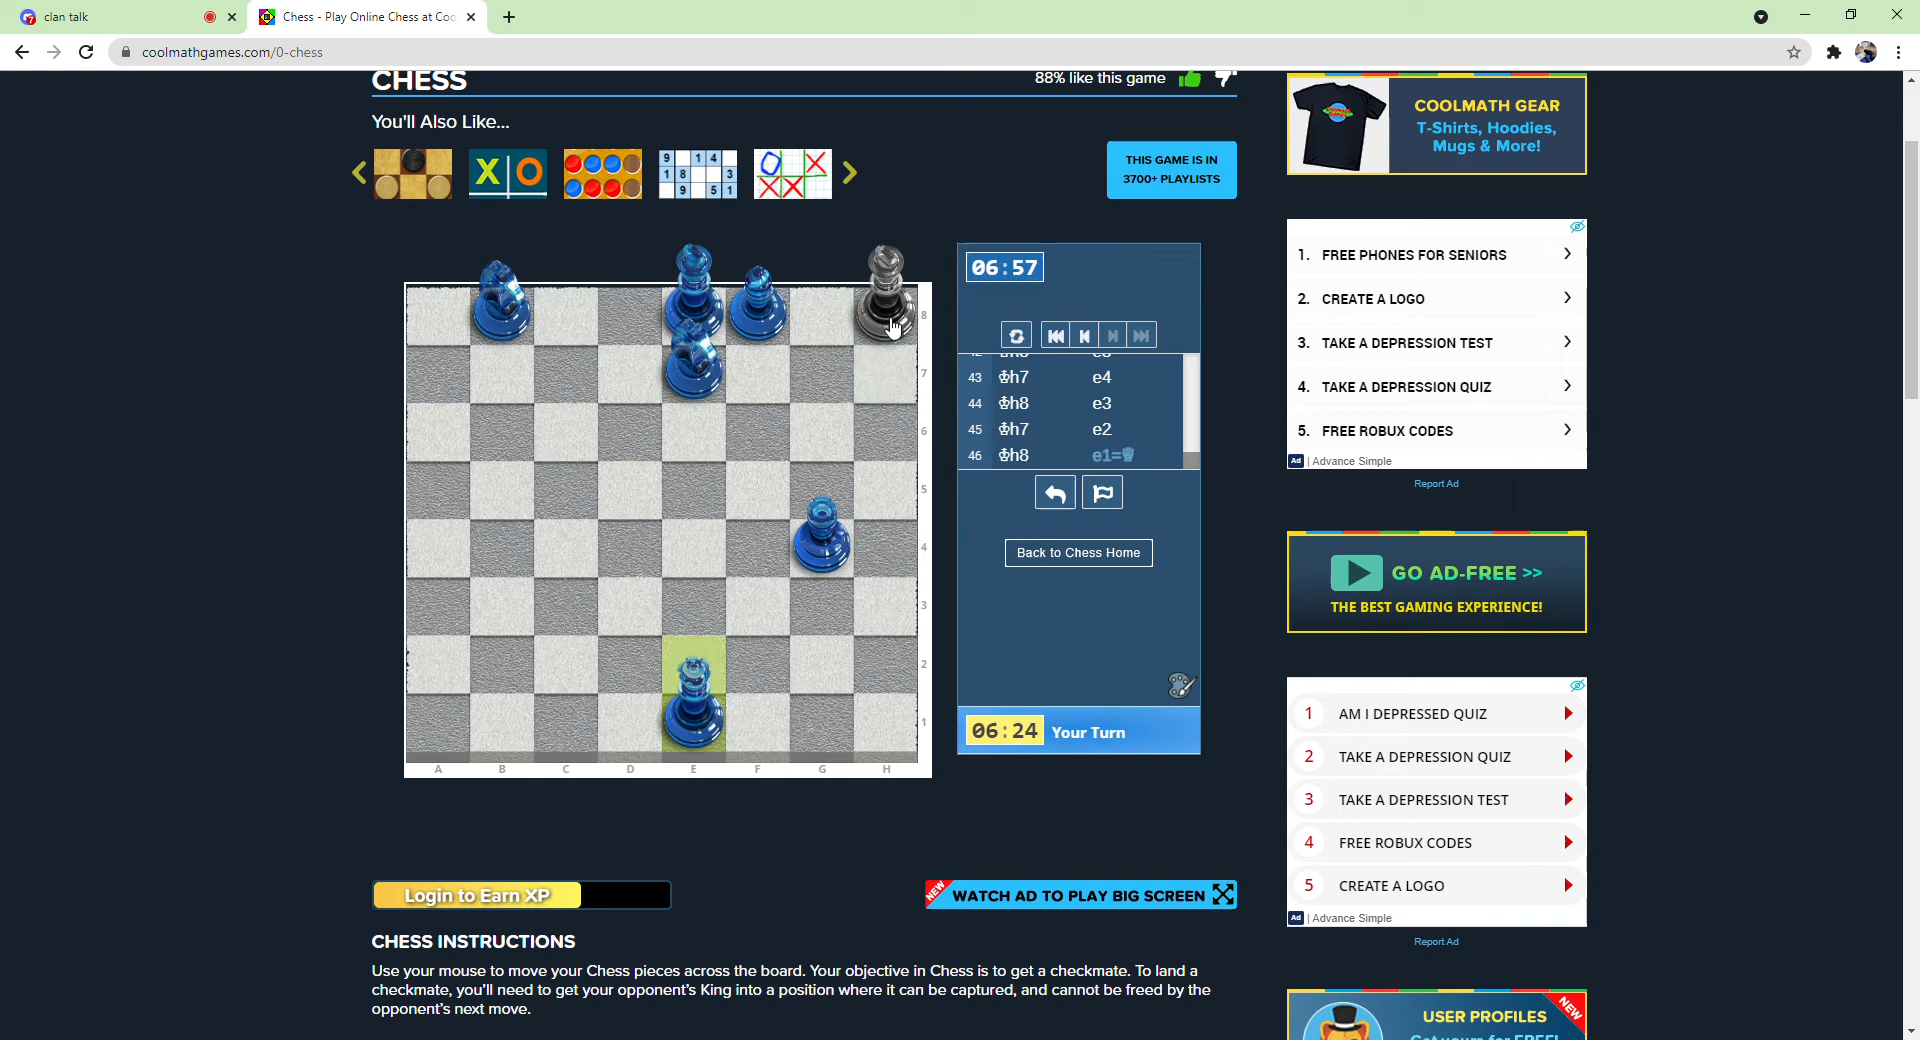 clan talk
Chess - Play Online Chess at Coo
coolmathgames.com/0-chess
CHESS
88% like this game
You'll Also Like...
THIS GAME IS IN
3700+ PLAYLISTS
9 1 4
1 8 3
9 5 1
X O
8
7
6
5
4
3
2
1
A B C D E F G H
06:57
43 ♔h7 e4
44 ♔h8 e3
45 ♔h7 e2
46 ♔h8 e1=♛
Back to Chess Home
06:24 Your Turn
Login to Earn XP
NEW WATCH AD TO PLAY BIG SCREEN
CHESS INSTRUCTIONS
Use your mouse to move your Chess pieces across the board. Your objective in Chess is to get a checkmate. To land a
checkmate, you'll need to get your opponent's King into a position where it can be captured, and cannot be freed by the
opponent's next move.
COOLMATH GEAR
T-Shirts, Hoodies,
Mugs & More!
1. FREE PHONES FOR SENIORS
2. CREATE A LOGO
3. TAKE A DEPRESSION TEST
4. TAKE A DEPRESSION QUIZ
5. FREE ROBUX CODES
Ad | Advance Simple
Report Ad
GO AD-FREE >>
THE BEST GAMING EXPERIENCE!
1 AM I DEPRESSED QUIZ
2 TAKE A DEPRESSION QUIZ
3 TAKE A DEPRESSION TEST
4 FREE ROBUX CODES
5 CREATE A LOGO
Ad | Advance Simple
Report Ad
USER PROFILES
NEW